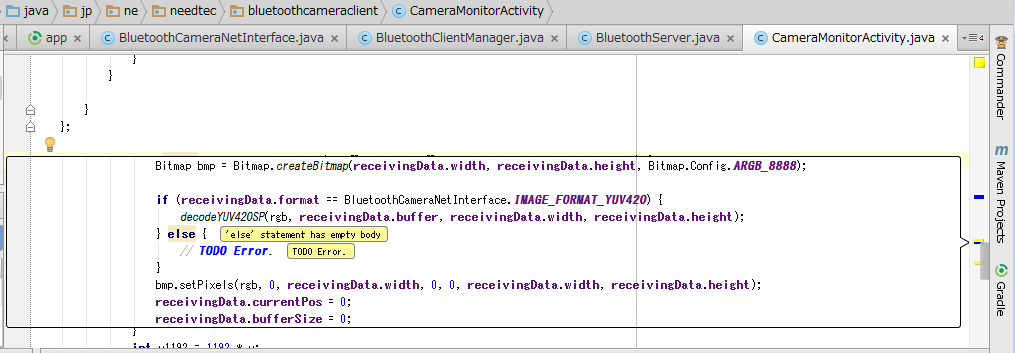 java jp ne needtec bluetoothcameraclient CameraMonitorActivity
app BluetoothCameraNetInterface.java BluetoothClientManager.java BluetoothServer.java CameraMonitorActivity.java 4
}
}
}
};
Bitmap bmp = Bitmap.createBitmap(receivingData.width, receivingData.height, Bitmap.Config.ARGB_8888);
if (receivingData.format == BluetoothCameraNetInterface.IMAGE_FORMAT_YUV420) {
decodeYUV420SP(rgb, receivingData.buffer, receivingData.width, receivingData.height);
} else { 'else' statement has empty body
// TODO Error. TODO Error.
}
bmp.setPixels(rgb, 0, receivingData.width, 0, 0, receivingData.width, receivingData.height);
receivingData.currentPos = 0;
receivingData.bufferSize = 0;
}
Commander
Maven Projects
Gradle